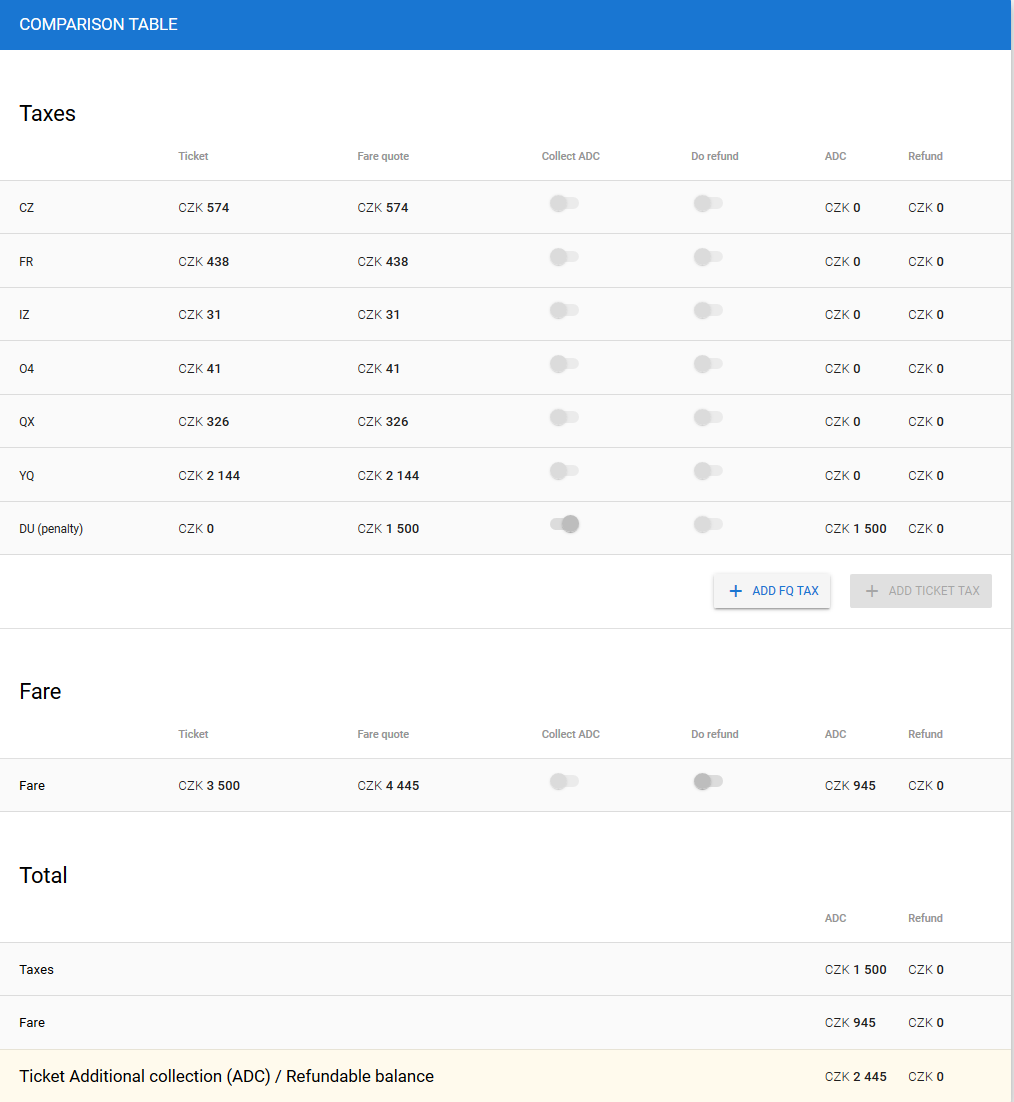 COMPARISON TABLE
Taxes
Ticket Fare quote Collect ADC Do refund ADC Refund
CZ CZK 574 CZK 574 CZK 0 CZK 0
FR CZK 438 CZK 438 CZK 0 CZK 0
IZ CZK 31 CZK 31 CZK 0 CZK 0
O4 CZK 41 CZK 41 CZK 0 CZK 0
QX CZK 326 CZK 326 CZK 0 CZK 0
YQ CZK 2 144 CZK 2 144 CZK 0 CZK 0
DU (penalty) CZK 0 CZK 1 500 CZK 1 500 CZK 0
+ ADD FQ TAX + ADD TICKET TAX
Fare
Ticket Fare quote Collect ADC Do refund ADC Refund
Fare CZK 3 500 CZK 4 445 CZK 945 CZK 0
Total
ADC Refund
Taxes CZK 1 500 CZK 0
Fare CZK 945 CZK 0
Ticket Additional collection (ADC) / Refundable balance CZK 2 445 CZK 0